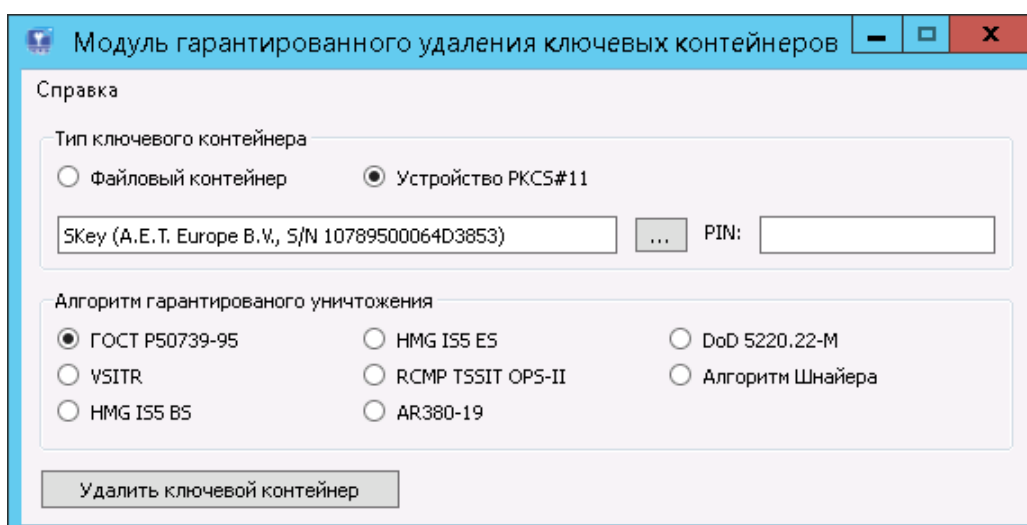 Модуль гарантированного удаления ключевых контейнеров
Справка
Тип ключевого контейнера
Файловый контейнер Устройство PKCS#11
SKey (A.E.T. Europe B.V., S/N 10789500064D3853) ... PIN:
Алгоритм гарантированого уничтожения
ГОСТ Р50739-95 HMG IS5 ES DoD 5220.22-M
VSITR RCMP TSSIT OPS-II Алгоритм Шнайера
HMG IS5 BS AR380-19
Удалить ключевой контейнер